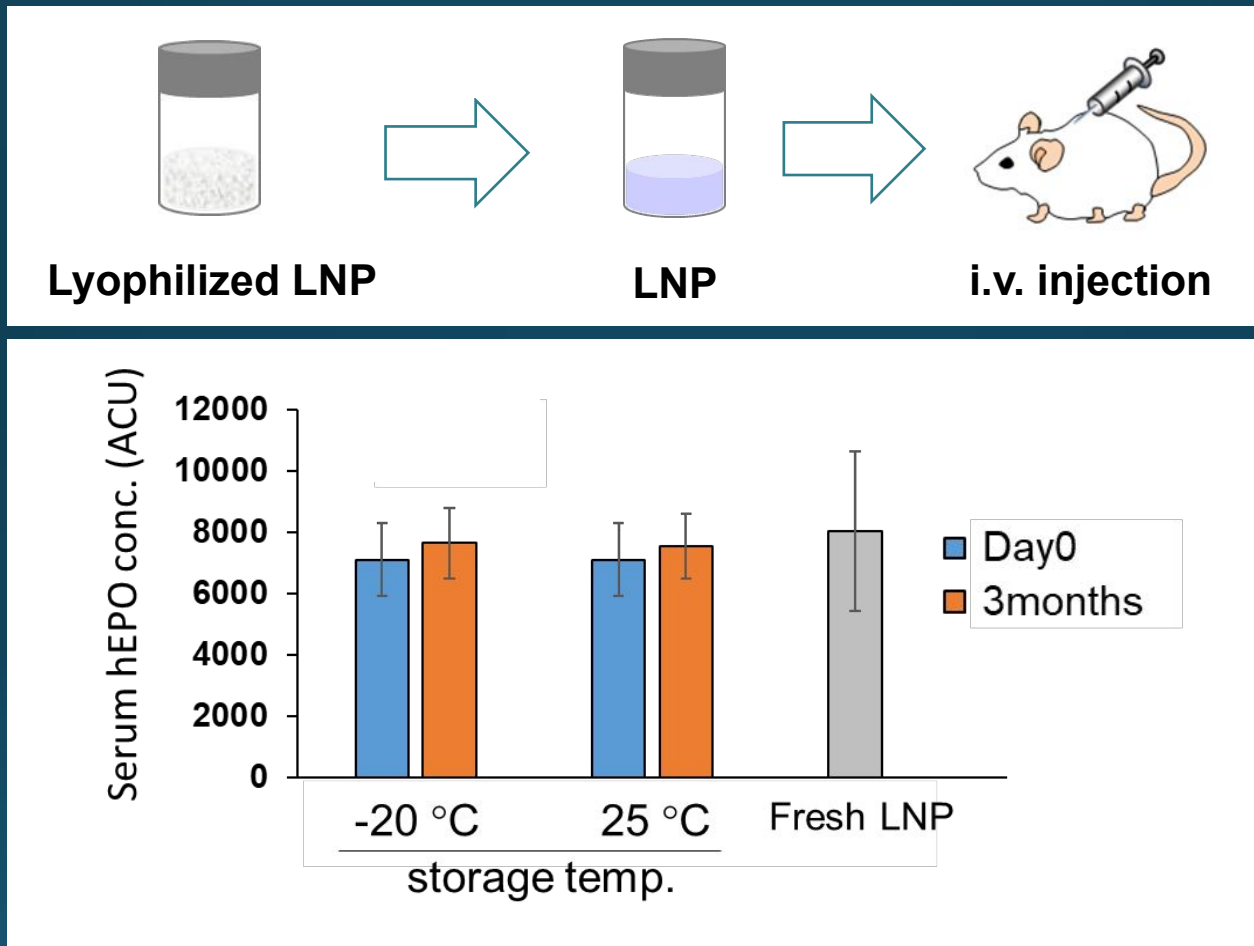 Lyophilized LNP
LNP
i.v. injection
Serum hEPO conc. (ACU)
12000
10000
8000
6000
4000
2000
0
-20 °C
25 °C
Fresh LNP
storage temp.
Day0
3months